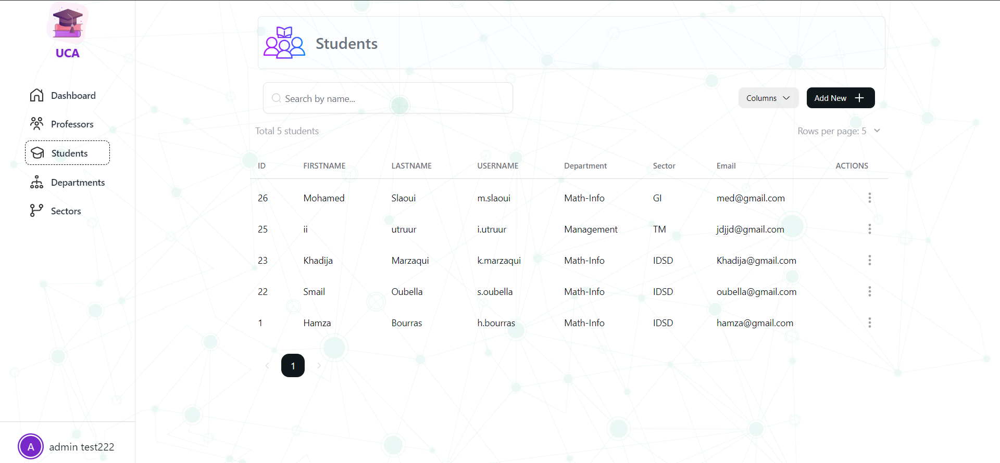 UCA
Dashboard
Professors
Students
Departments
Sectors
A admin test222
Students
Search by name...
Columns
Add New
Total 5 students
Rows per page: 5
ID FIRSTNAME LASTNAME USERNAME Department Sector Email ACTIONS
26 Mohamed Slaoui m.slaoui Math-Info GI med@gmail.com
25 ii utruur i.utruur Management TM jdjjd@gmail.com
23 Khadija Marzaqui k.marzaqui Math-Info IDSD Khadija@gmail.com
22 Smail Oubella s.oubella Math-Info IDSD oubella@gmail.com
1 Hamza Bourras h.bourras Math-Info IDSD hamza@gmail.com
1